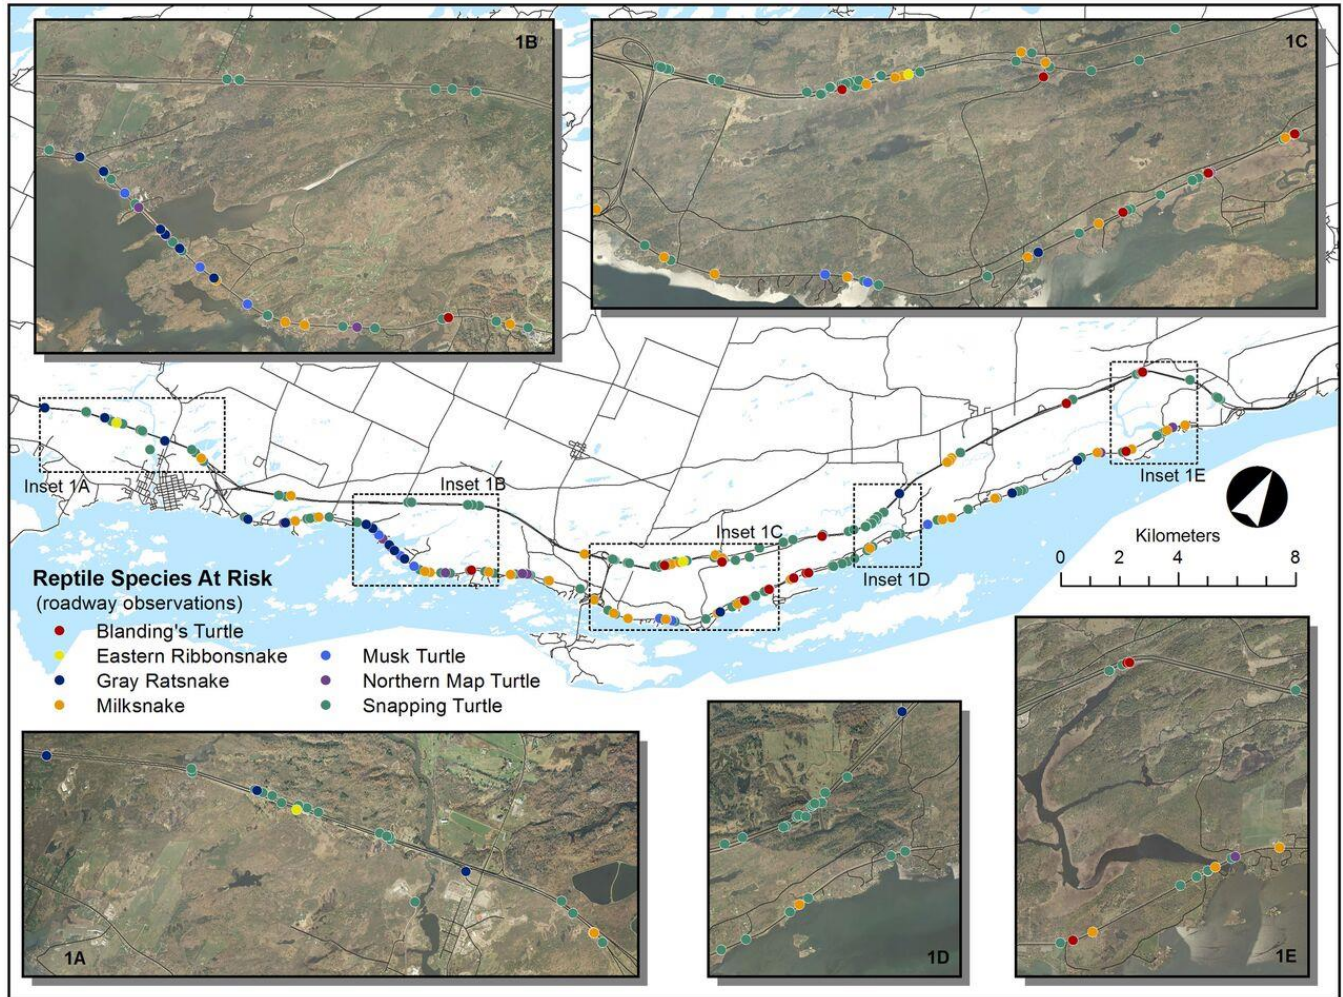 1B
1C
Inset 1A
Inset 1B
Inset 1C
Inset 1D
Inset 1E
Kilometers
0 2 4 8
Reptile Species At Risk
(roadway observations)
Blanding's Turtle
Eastern Ribbonsnake
Gray Ratsnake
Milksnake
Musk Turtle
Northern Map Turtle
Snapping Turtle
1A
1D
1E